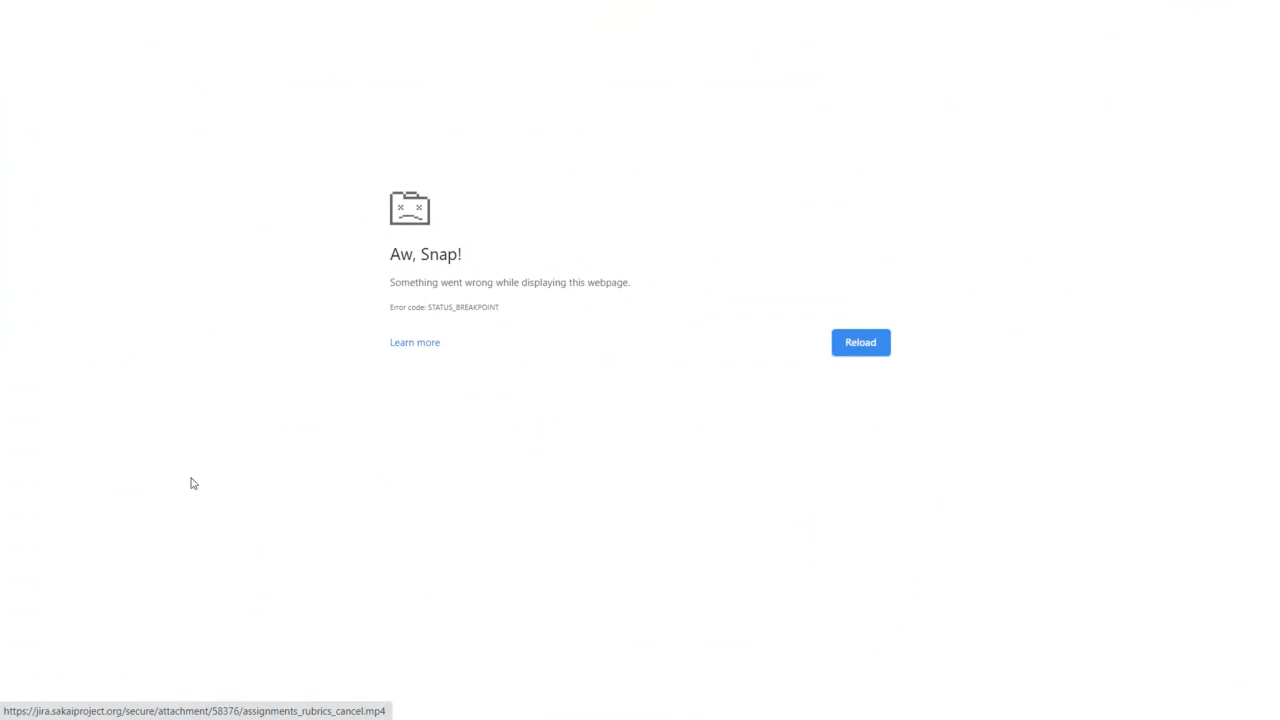 Aw, Snap!
Something went wrong while displaying this webpage.
Error code: STATUS_BREAKPOINT
Learn more
Reload
https://jira.sakaiproject.org/secure/attachment/58376/assignments_rubrics_cancel.mp4